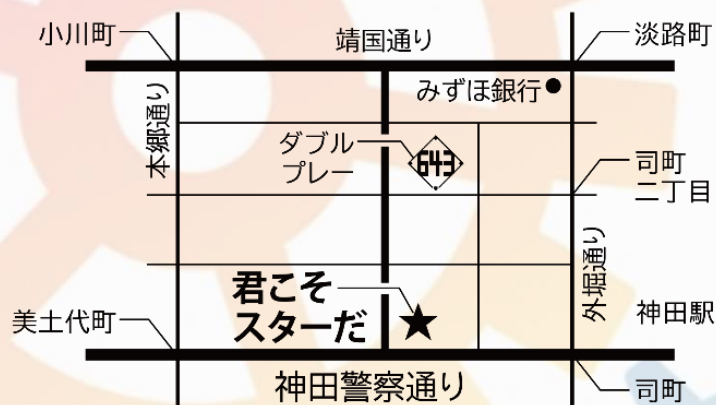 小川町
靖国通り
淡路町
みずほ銀行
本郷通り
ダブル
プレー
643
司町
二丁目
外堀通り
君こそ
スターだ
美土代町
神田駅
神田警察通り
司町